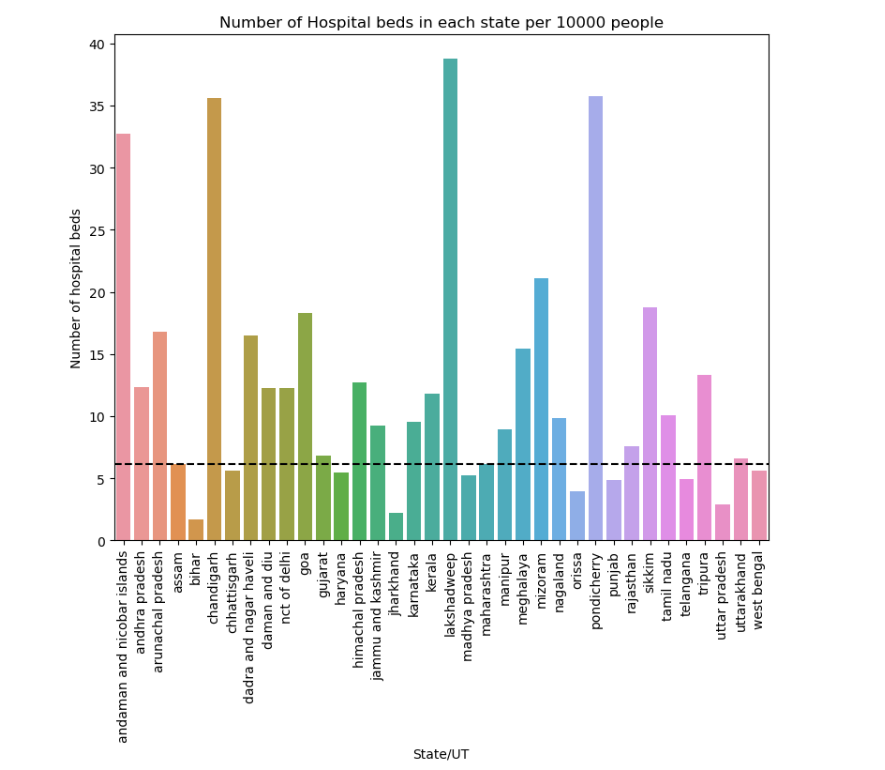 Number of Hospital beds in each state per 10000 people
Number of hospital beds
40
35
30
25
20
15
10
5
0
andaman and nicobar islands
andhra pradesh
arunachal pradesh
assam
bihar
chandigarh
chhattisgarh
dadra and nagar haveli
daman and diu
nct of delhi
goa
gujarat
haryana
himachal pradesh
jammu and kashmir
jharkhand
karnataka
kerala
lakshadweep
madhya pradesh
maharashtra
manipur
meghalaya
mizoram
nagaland
orissa
pondicherry
punjab
rajasthan
sikkim
tamil nadu
telangana
tripura
uttar pradesh
uttarakhand
west bengal
State/UT